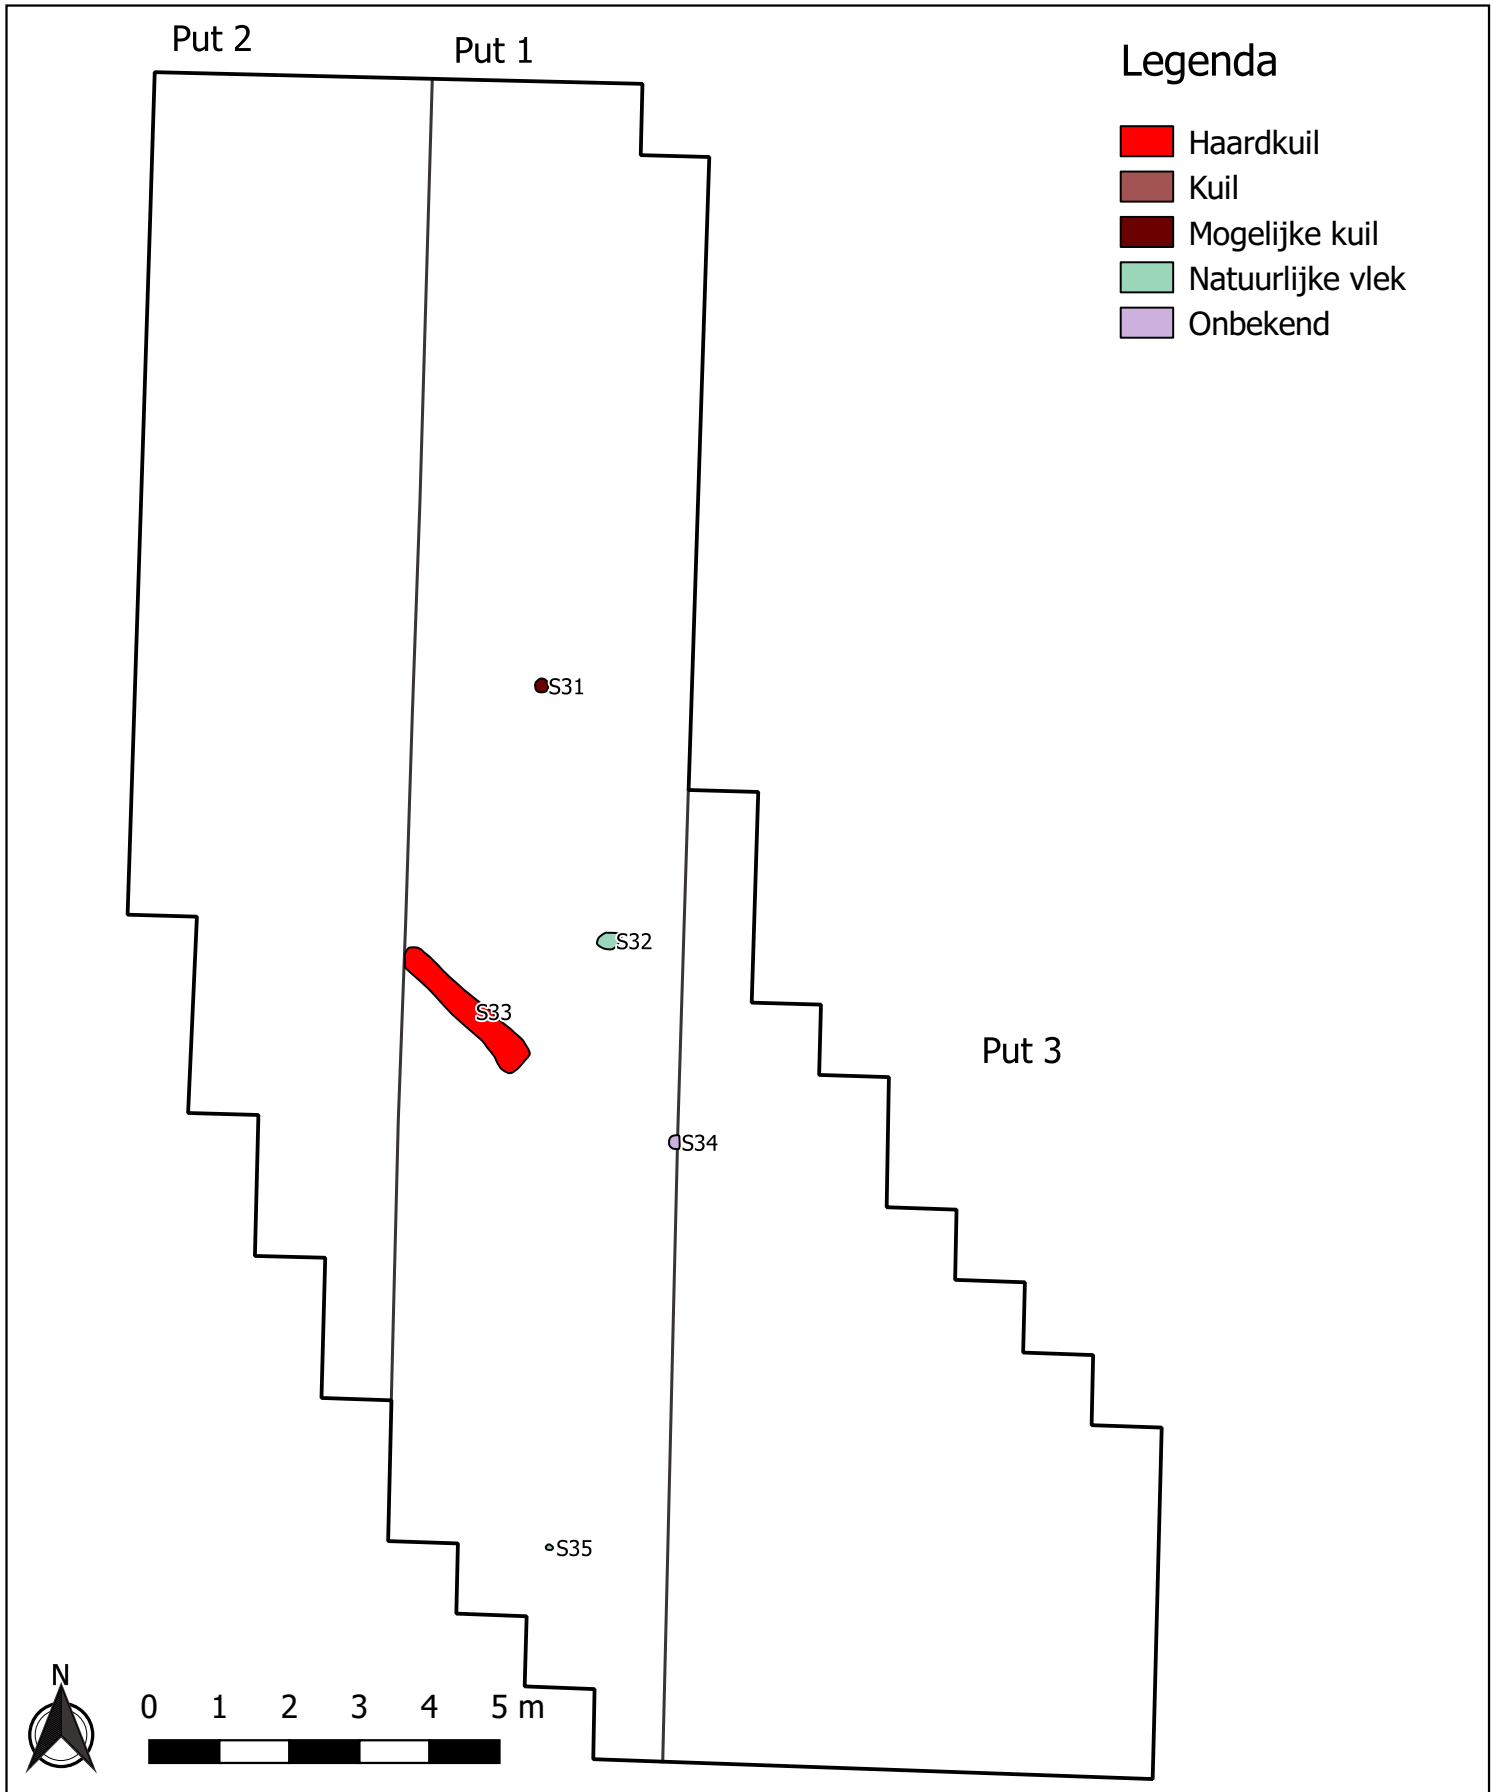 Put 2
Put 1
Legenda
Haardkuil
Kuil
Mogelijke kuil
Natuurlijke vlek
Onbekend
S31
S32
S33
Put 3
S34
S35
N
0 1 2 3 4 5 m